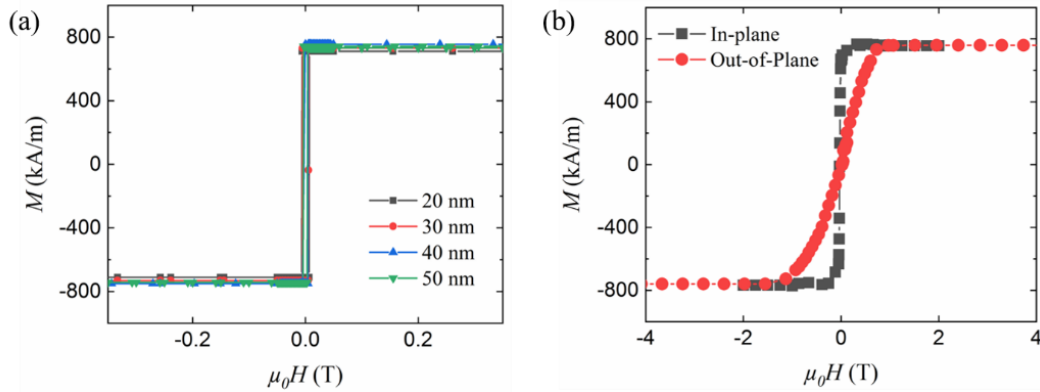 (a)
800
400
0
-400
-800
M (kA/m)
20 nm
30 nm
40 nm
50 nm
-0.2
0.0
0.2
μ0H (T)
(b)
In-plane
Out-of-Plane
800
400
0
-400
-800
M (kA/m)
-4
-2
0
2
4
μ0H (T)